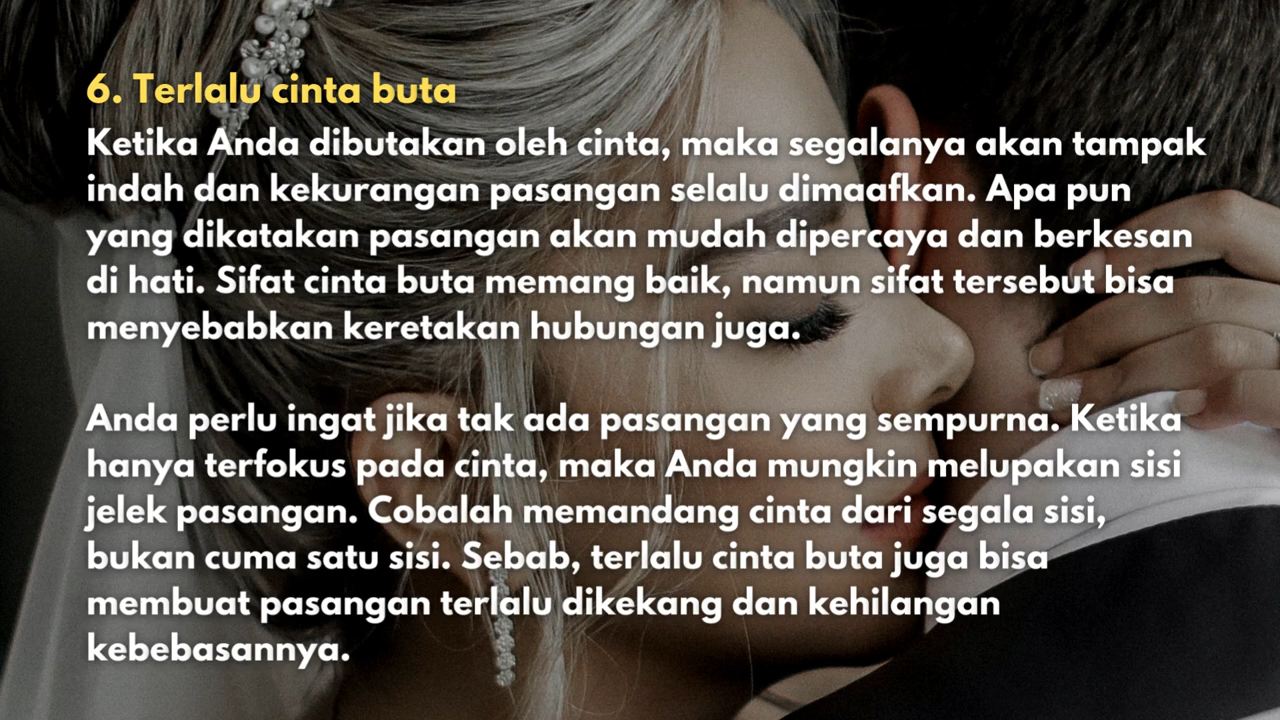 6. Terlalu cinta buta
Ketika Anda dibutakan oleh cinta, maka segalanya akan tampak
indah dan kekurangan pasangan selalu dimaafkan. Apa pun
yang dikatakan pasangan akan mudah dipercaya dan berkesan
di hati. Sifat cinta buta memang baik, namun sifat tersebut bisa
menyebabkan keretakan hubungan juga.
Anda perlu ingat jika tak ada pasangan yang sempurna. Ketika
hanya terfokus pada cinta, maka Anda mungkin melupakan sisi
jelek pasangan. Cobalah memandang cinta dari segala sisi,
bukan cuma satu sisi. Sebab, terlalu cinta buta juga bisa
membuat pasangan terlalu dikekang dan kehilangan
kebebasannya.